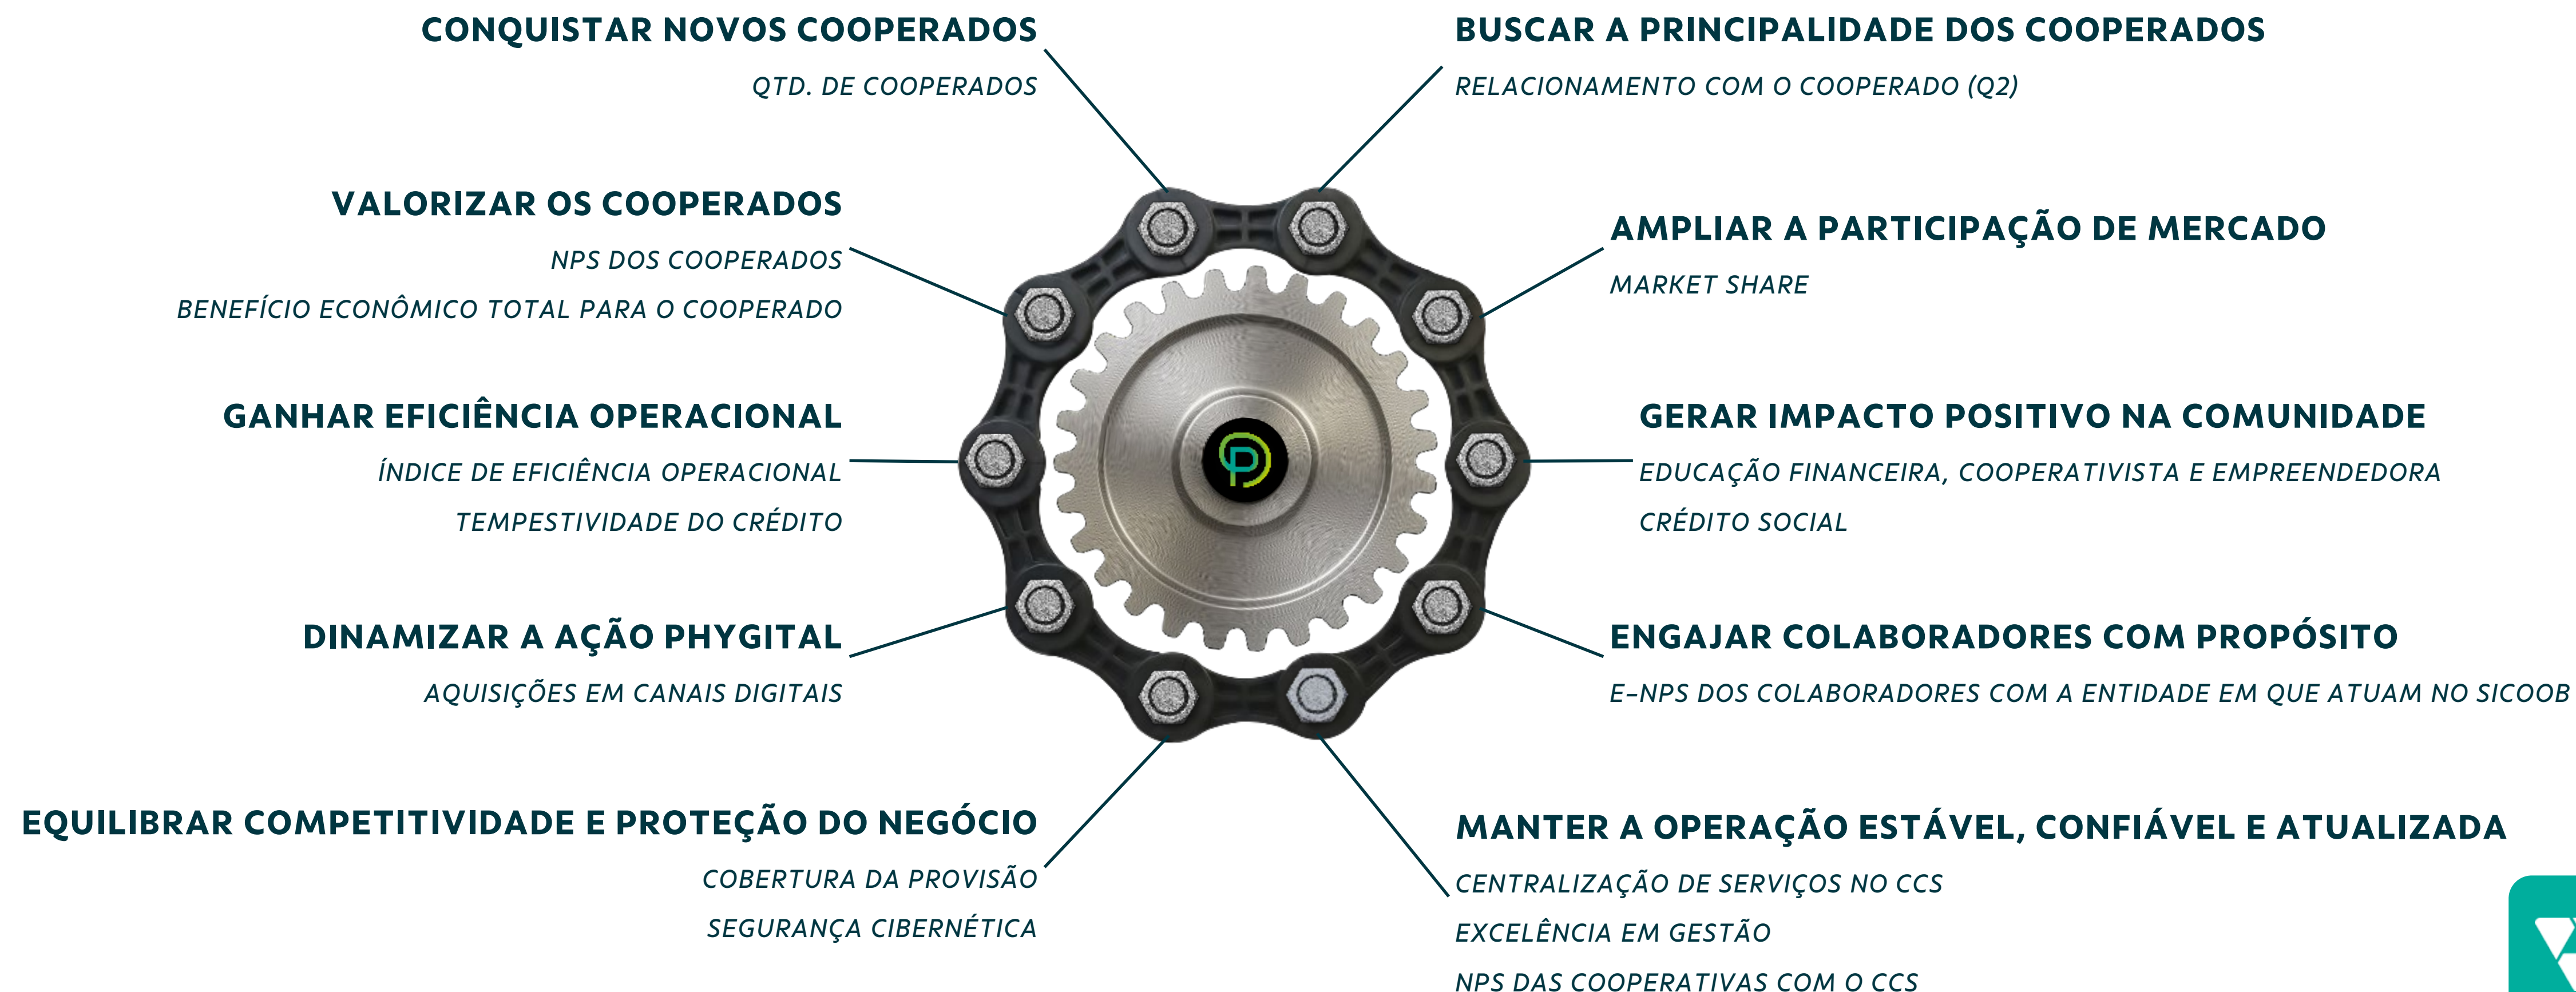 CONQUISTAR NOVOS COOPERADOS
QTD. DE COOPERADOS
VALORIZAR OS COOPERADOS
NPS DOS COOPERADOS
BENEFÍCIO ECONÔMICO TOTAL PARA O COOPERADO
GANHAR EFICIÊNCIA OPERACIONAL
ÍNDICE DE EFICIÊNCIA OPERACIONAL
TEMPESTIVIDADE DO CRÉDITO
DINAMIZAR A AÇÃO PHYGITAL
AQUISIÇÕES EM CANAIS DIGITAIS
EQUILIBRAR COMPETITIVIDADE E PROTEÇÃO DO NEGÓCIO
COBERTURA DA PROVISÃO
SEGURANÇA CIBERNÉTICA
BUSCAR A PRINCIPALIDADE DOS COOPERADOS
RELACIONAMENTO COM O COOPERADO (Q2)
AMPLIAR A PARTICIPAÇÃO DE MERCADO
MARKET SHARE
GERAR IMPACTO POSITIVO NA COMUNIDADE
EDUCAÇÃO FINANCEIRA, COOPERATIVISTA E EMPREENDEDORA
CRÉDITO SOCIAL
ENGAJAR COLABORADORES COM PROPÓSITO
E-NPS DOS COLABORADORES COM A ENTIDADE EM QUE ATUAM NO SICOOB
MANTER A OPERAÇÃO ESTÁVEL, CONFIÁVEL E ATUALIZADA
CENTRALIZAÇÃO DE SERVIÇOS NO CCS
EXCELÊNCIA EM GESTÃO
NPS DAS COOPERATIVAS COM O CCS